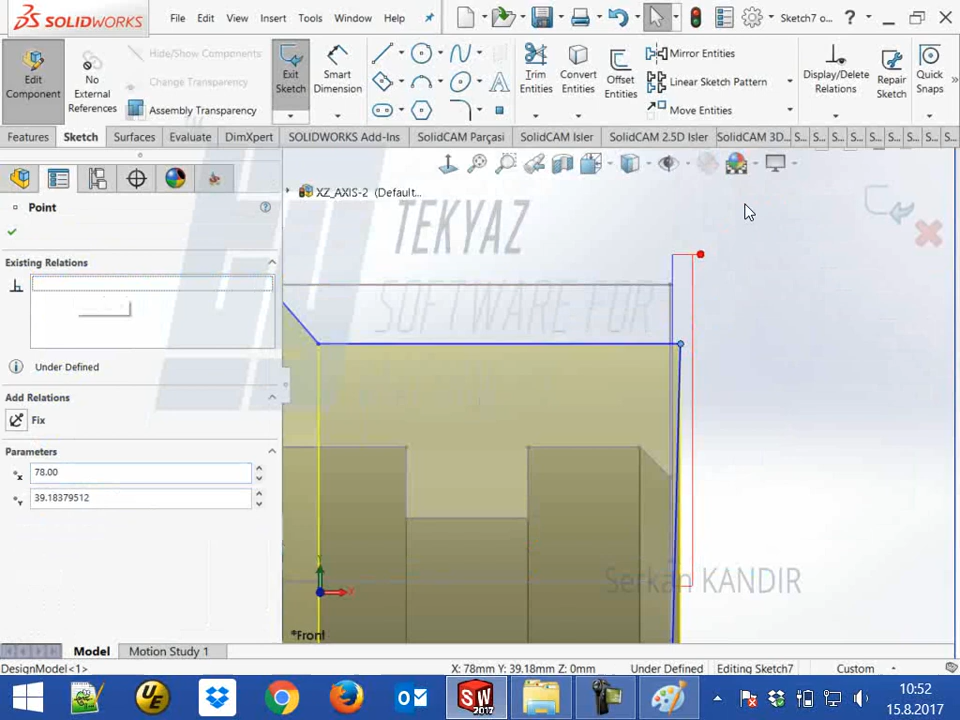 SOLIDWORKS File Edit View Insert Tools Window Help Sketch7 o... ?
Edit Component
No External References
Hide/Show Components
Change Transparency
Assembly Transparency
Exit Sketch
Smart Dimension
Trim Entities
Convert Entities
Offset Entities
Mirror Entities
Linear Sketch Pattern
Move Entities
Display/Delete Relations
Repair Sketch
Quick Snaps
Features Sketch Surfaces Evaluate DimXpert SOLIDWORKS Add-Ins SolidCAM Parçası SolidCAM Isler SolidCAM 2.5D Isler SolidCAM 3D... S... S... S... S... S... S... S...
XZ_AXIS-2 (Default...
Point
Existing Relations
Under Defined
Add Relations
Fix
Parameters
78.00
39.18379512
TEKYAZ
SOFTWARE FOR
Serkan KANDIR
*Front
Model Motion Study 1
DesignModel<1> X: 78mm Y: 39.18mm Z: 0mm Under Defined Editing Sketch7 Custom
10:52
15.8.2017